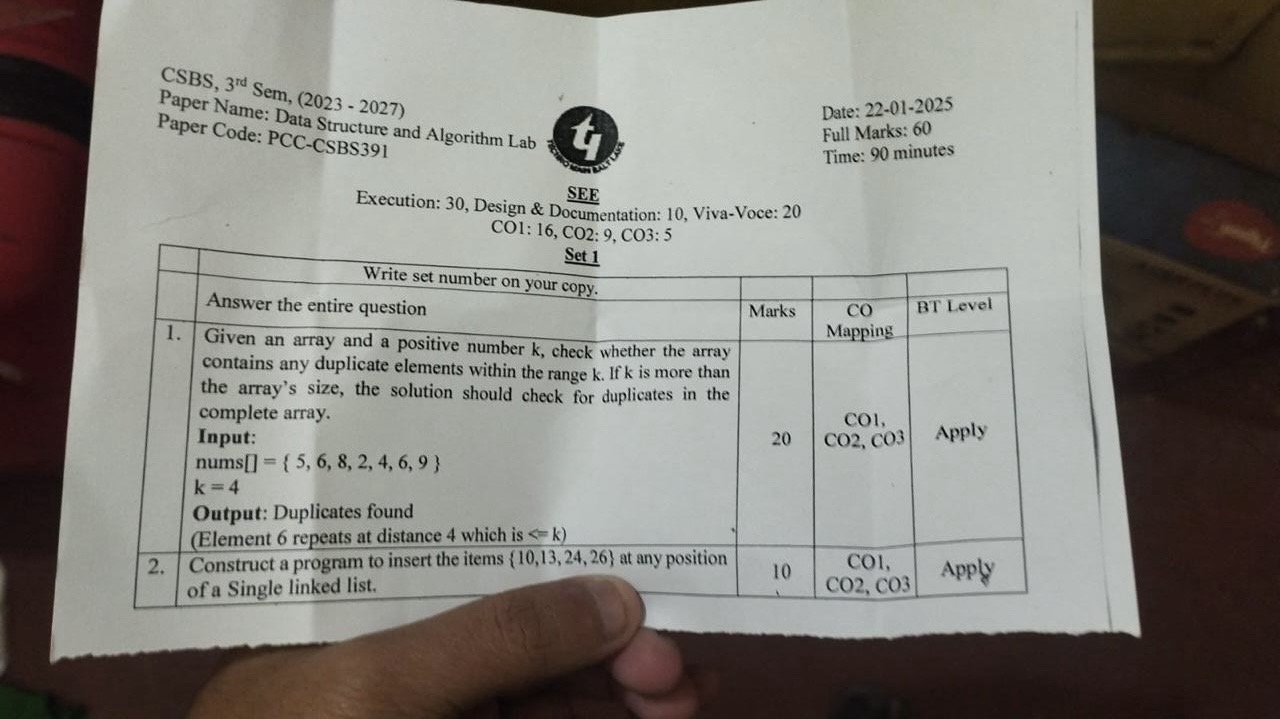 CSBS, 3rd Sem, (2023 - 2027)
Paper Name: Data Structure and Algorithm Lab
Paper Code: PCC-CSBS391
Date: 22-01-2025
Full Marks: 60
Time: 90 minutes
TECHNO MAIN SALT LAKE
SEE
Execution: 30, Design & Documentation: 10, Viva-Voce: 20
CO1: 16, CO2: 9, CO3: 5
Set 1
Write set number on your copy.
Answer the entire question
Marks
CO
Mapping
BT Level
1.
Given an array and a positive number k, check whether the array
contains any duplicate elements within the range k. If k is more than
the array's size, the solution should check for duplicates in the
complete array.
Input:
nums[] = { 5, 6, 8, 2, 4, 6, 9 }
k = 4
Output: Duplicates found
(Element 6 repeats at distance 4 which is <= k)
20
CO1,
CO2, CO3
Apply
2.
Construct a program to insert the items {10,13, 24, 26} at any position
of a Single linked list.
10
CO1,
CO2, CO3
Apply